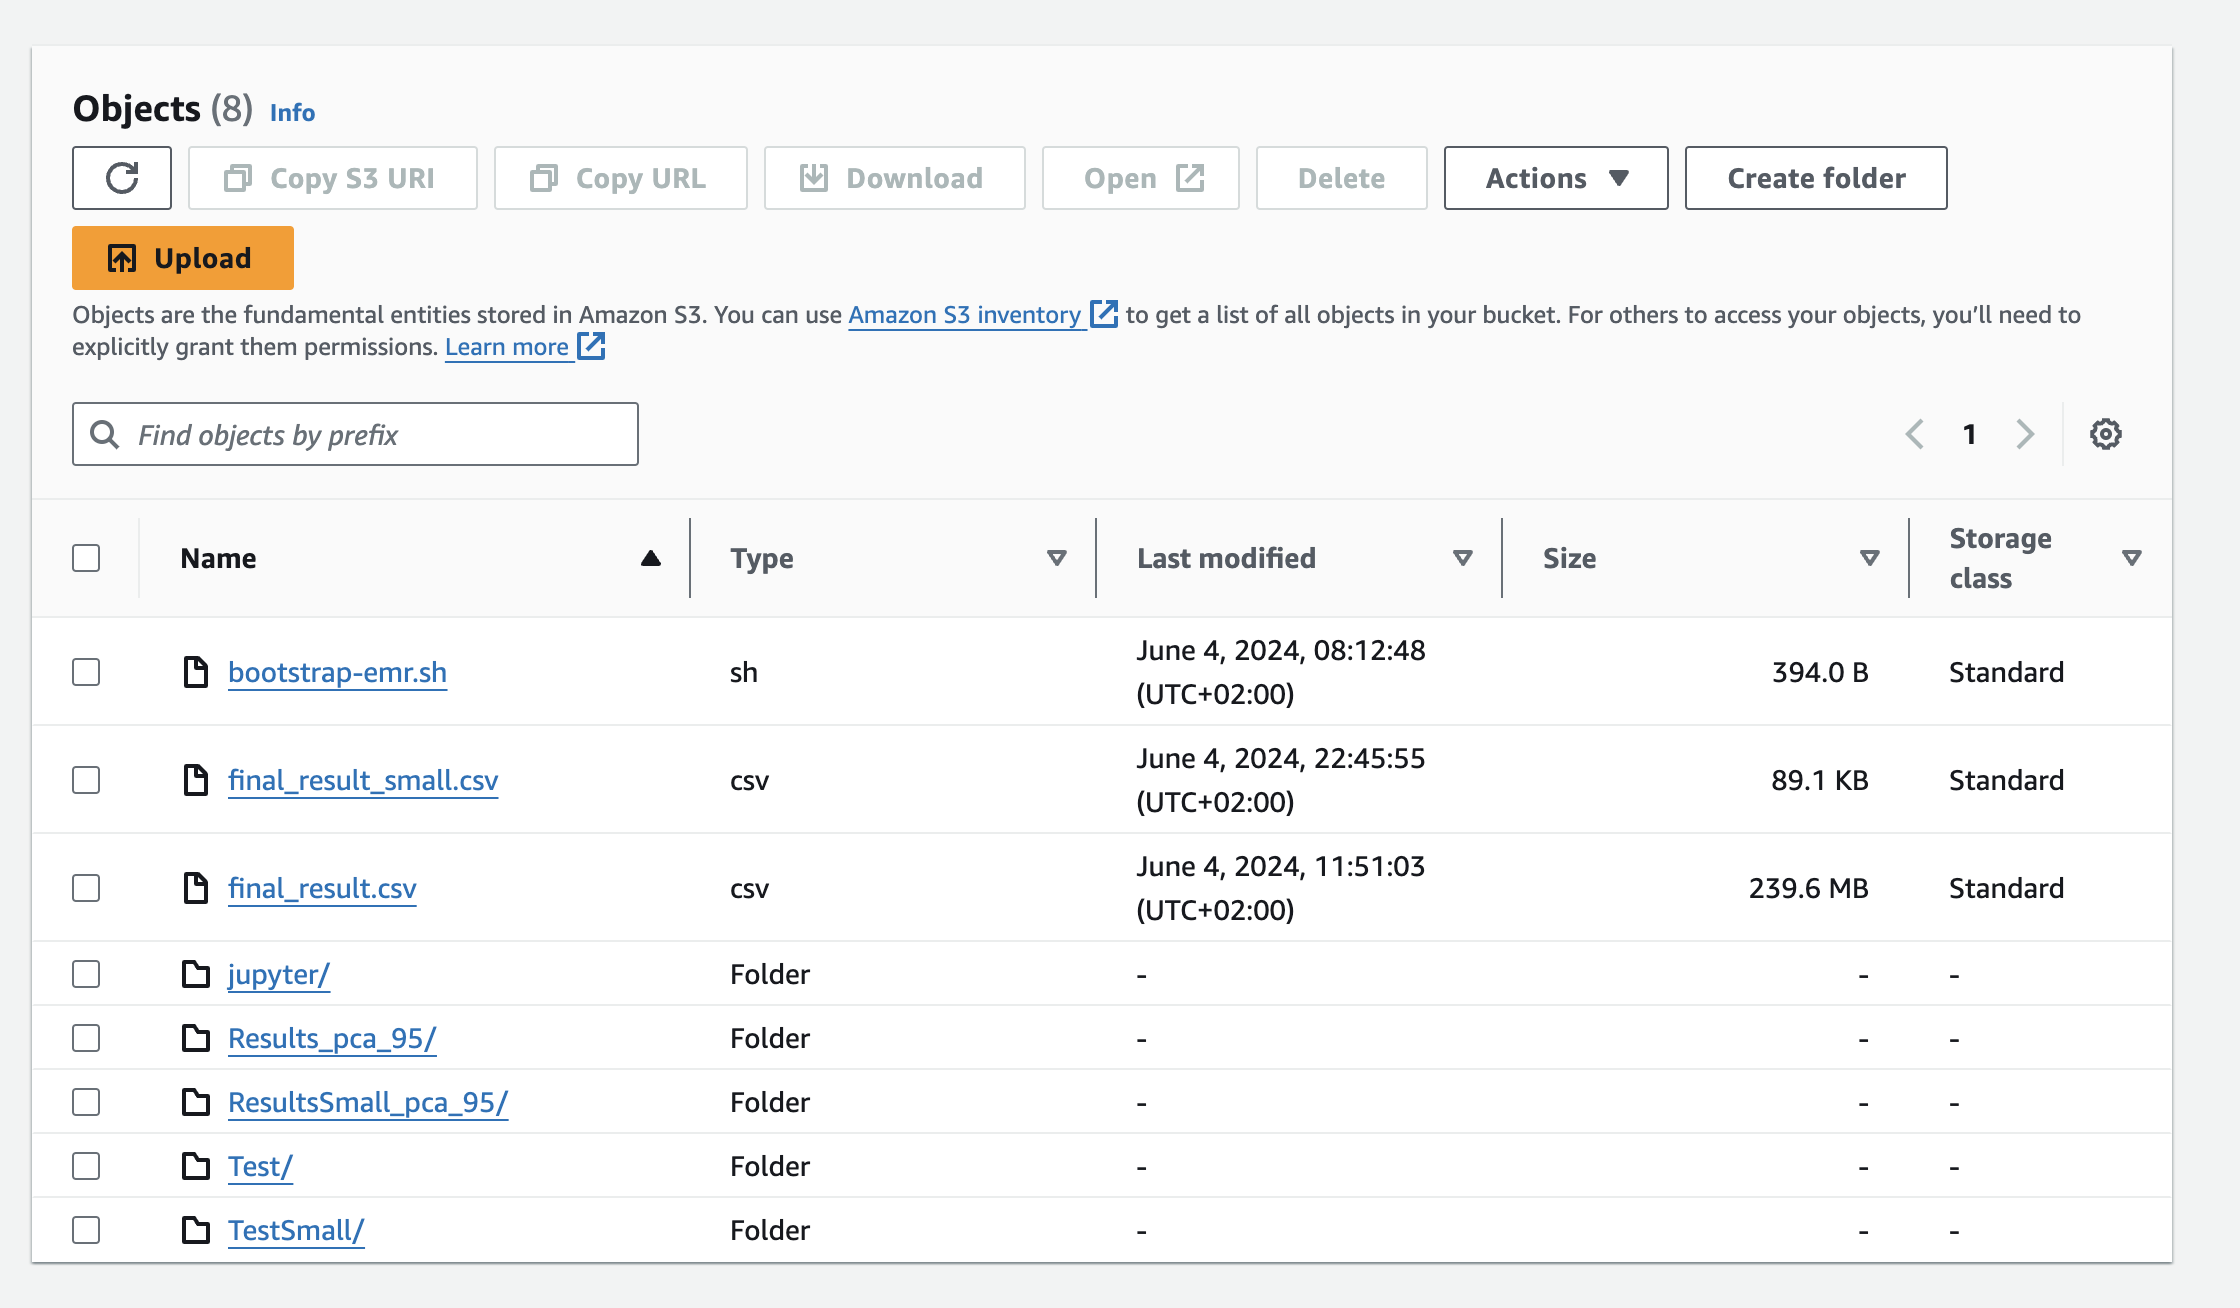 Objects (8) Info
Copy S3 URI Copy URL Download Open Delete Actions Create folder
Upload
Objects are the fundamental entities stored in Amazon S3. You can use Amazon S3 inventory to get a list of all objects in your bucket. For others to access your objects, you’ll need to
explicitly grant them permissions. Learn more
Find objects by prefix
1
Name Type Last modified Size Storage class
bootstrap-emr.sh sh June 4, 2024, 08:12:48 (UTC+02:00) 394.0 B Standard
final_result_small.csv csv June 4, 2024, 22:45:55 (UTC+02:00) 89.1 KB Standard
final_result.csv csv June 4, 2024, 11:51:03 (UTC+02:00) 239.6 MB Standard
jupyter/ Folder - - -
Results_pca_95/ Folder - - -
ResultsSmall_pca_95/ Folder - - -
Test/ Folder - - -
TestSmall/ Folder - - -